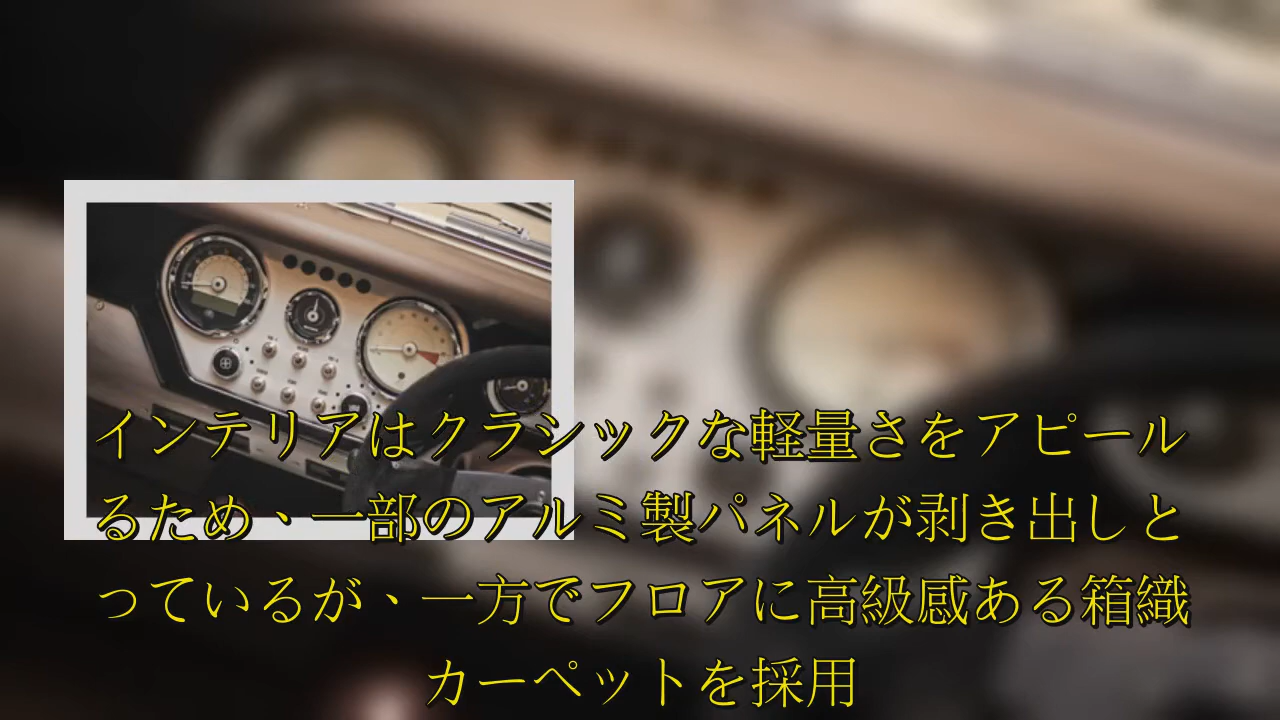 インテリアはクラシックな軽量さをアピール
るため、一部のアルミ製パネルが剥き出しと
っているが、一方でフロアに高級感ある箱織
カーペットを採用